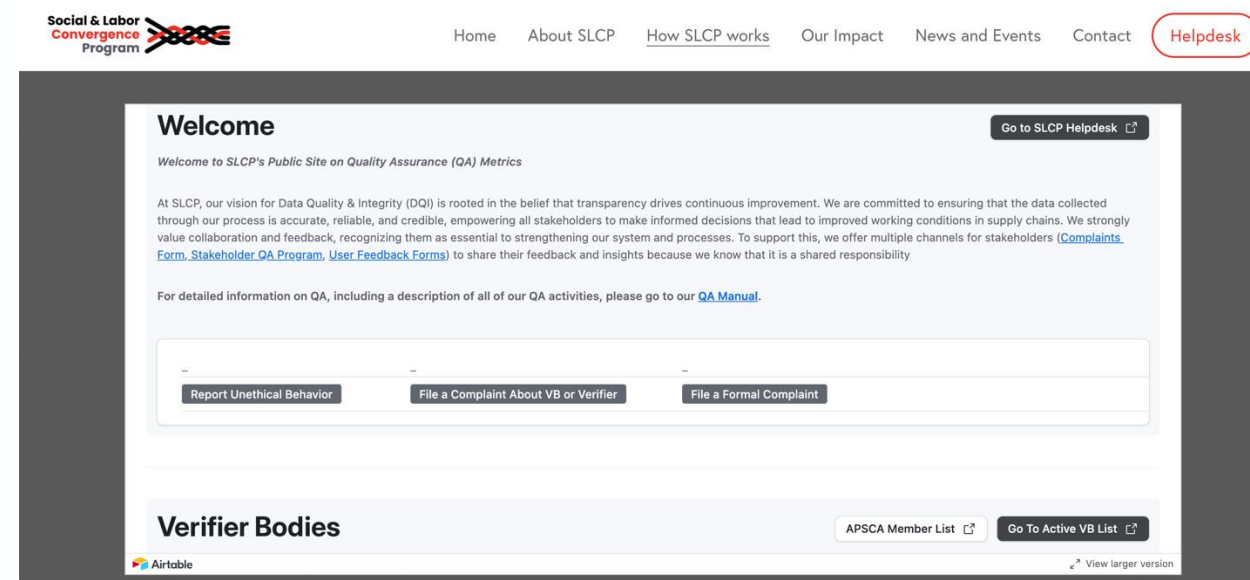 Social & Labor
Convergence
Program
Home About SLCP How SLCP works Our Impact News and Events Contact Helpdesk
Welcome
Go to SLCP Helpdesk
Welcome to SLCP's Public Site on Quality Assurance (QA) Metrics
At SLCP, our vision for Data Quality & Integrity (DQI) is rooted in the belief that transparency drives continuous improvement. We are committed to ensuring that the data collected
through our process is accurate, reliable, and credible, empowering all stakeholders to make informed decisions that lead to improved working conditions in supply chains. We strongly
value collaboration and feedback, recognizing them as essential to strengthening our system and processes. To support this, we offer multiple channels for stakeholders (Complaints
Form, Stakeholder QA Program, User Feedback Forms) to share their feedback and insights because we know that it is a shared responsibility
For detailed information on QA, including a description of all of our QA activities, please go to our QA Manual.
– – –
Report Unethical Behavior File a Complaint About VB or Verifier File a Formal Complaint
Verifier Bodies
APSCA Member List Go To Active VB List
Airtable View larger version